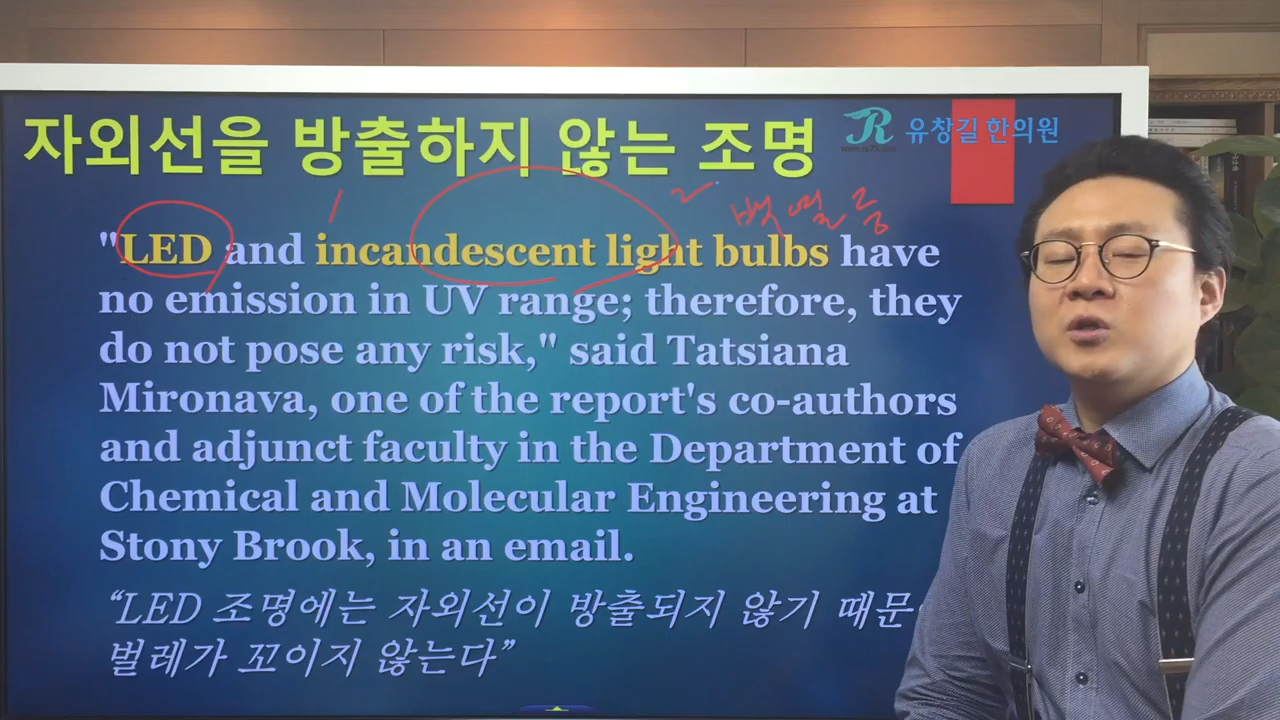 자외선을 방출하지 않는 조명
JR
유창길 한의원
1
2
백열등
"LED and incandescent light bulbs have
no emission in UV range; therefore, they
do not pose any risk," said Tatsiana
Mironava, one of the report's co-authors
and adjunct faculty in the Department of
Chemical and Molecular Engineering at
Stony Brook, in an email.
“LED 조명에는 자외선이 방출되지 않기
벌레가 꼬이지 않는다”